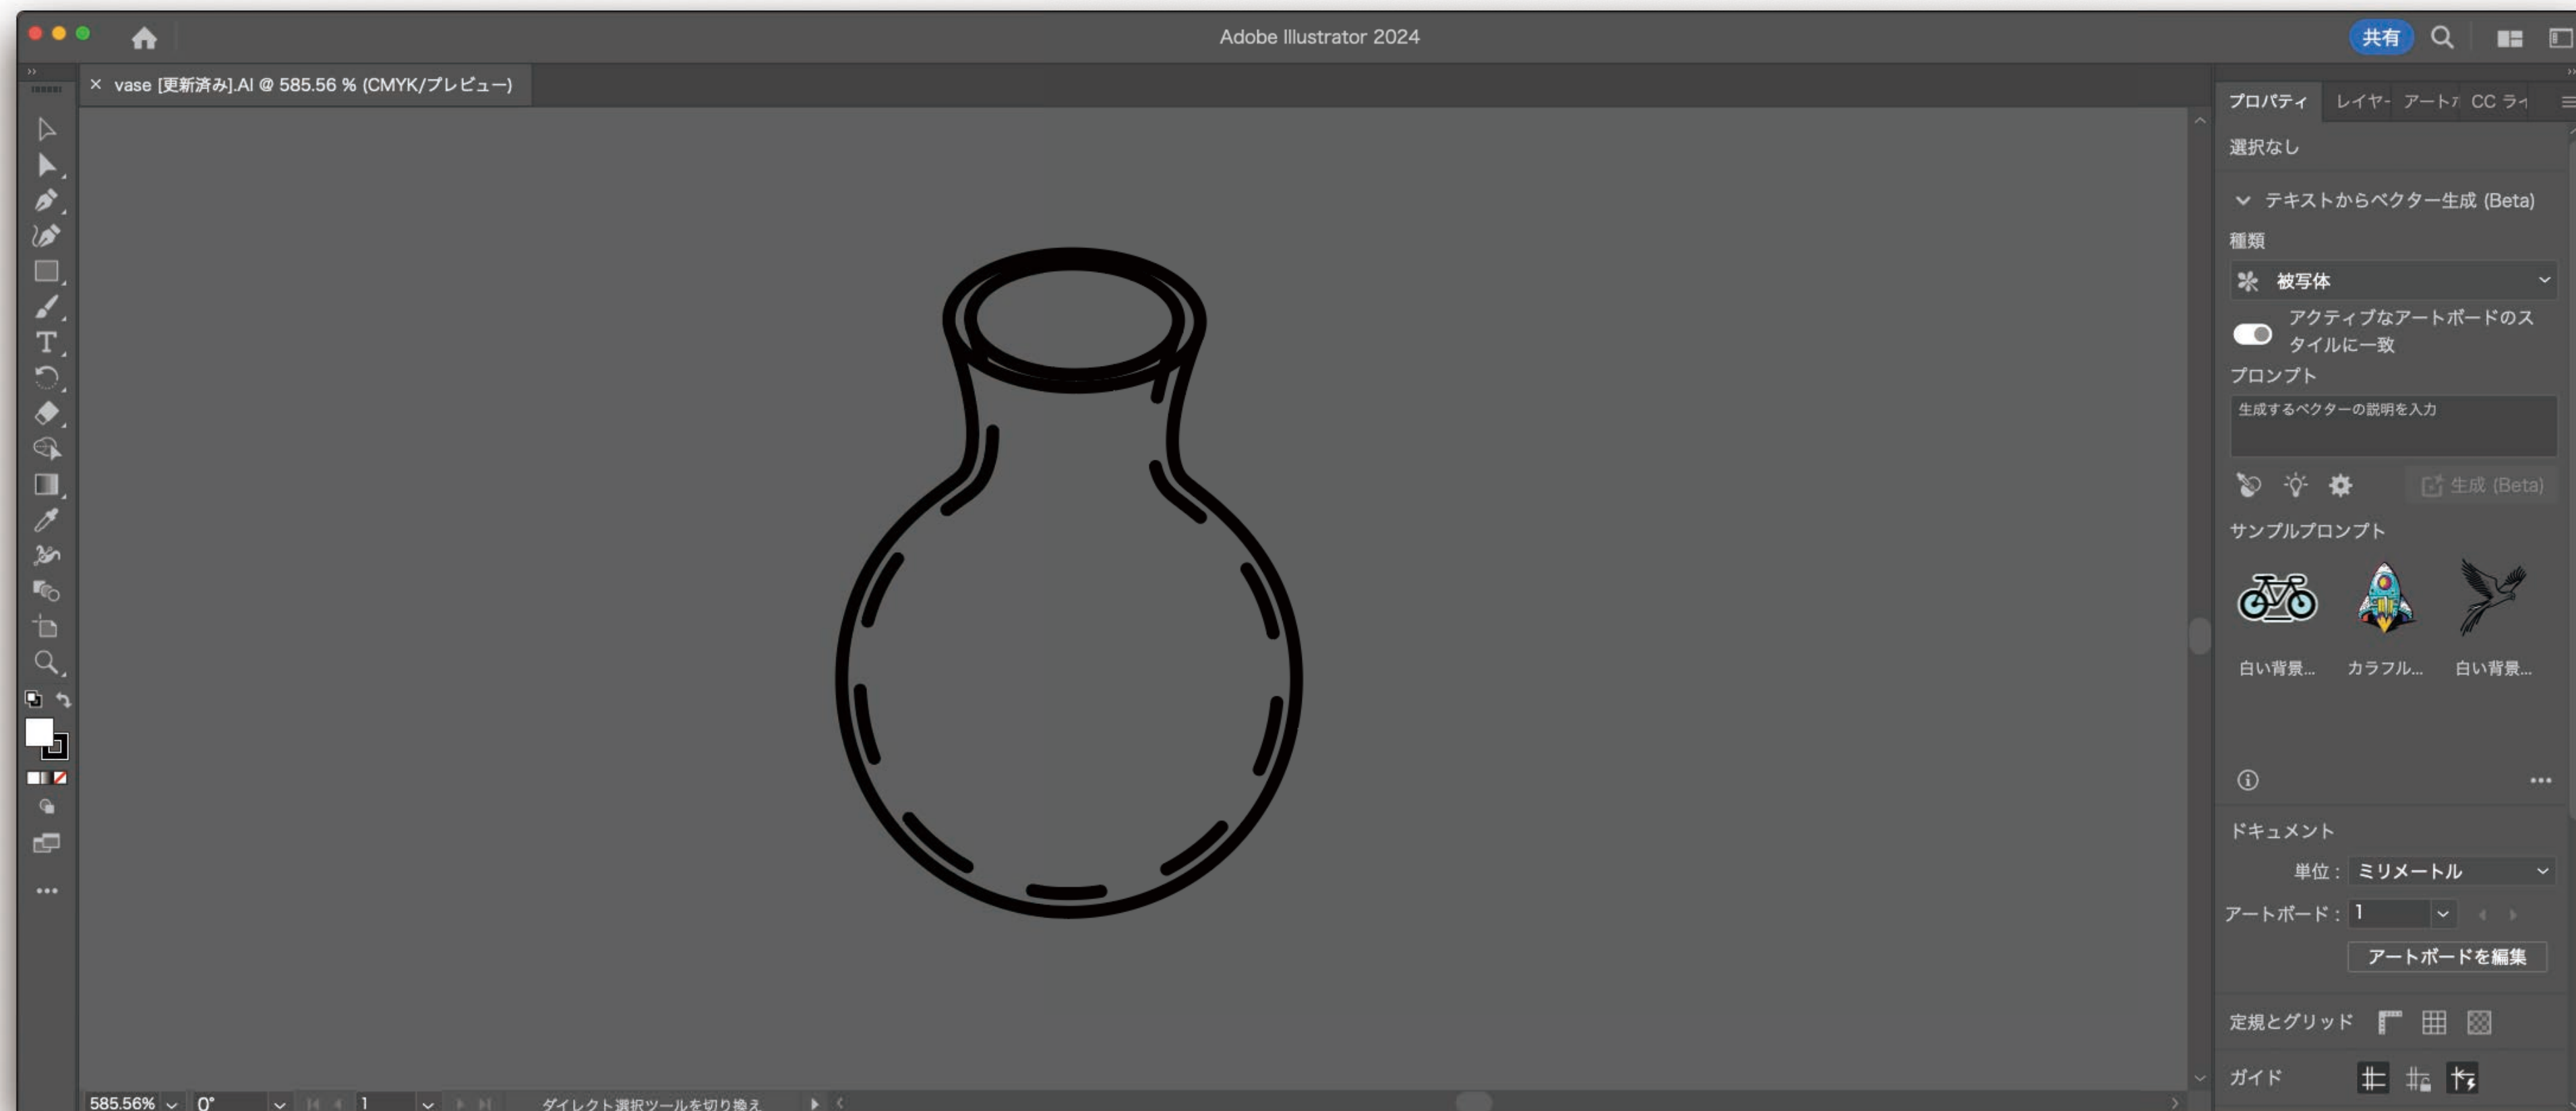 Adobe Illustrator 2024
共有
× vase [更新済み].AI @ 585.56 % (CMYK/プレビュー)
プロパティ レイヤー アート CC ライ
選択なし
テキストからベクター生成 (Beta)
種類
被写体
アクティブなアートボードのス
タイルに一致
プロンプト
生成するベクターの説明を入力
生成 (Beta)
サンプルプロンプト
白い背景... カラフル... 白い背景...
ドキュメント
単位 : ミリメートル
アートボード : 1
アートボードを編集
定規とグリッド
ガイド
585.56% 0° 1 ダイレクト選択ツールを切り換え